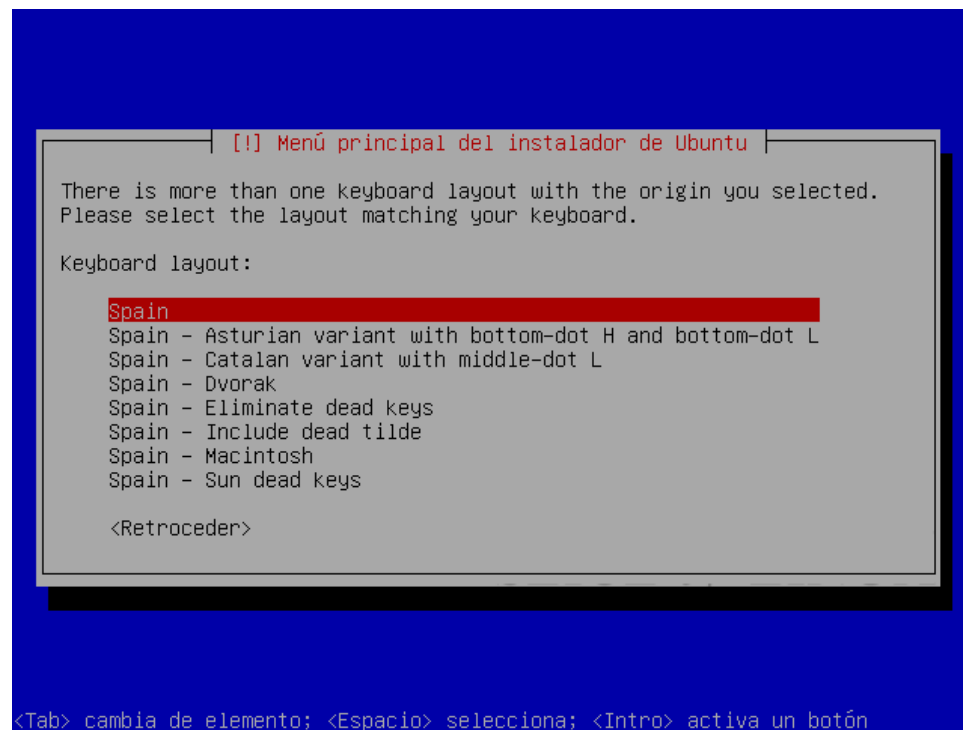 [!] Menú principal del instalador de Ubuntu
There is more than one keyboard layout with the origin you selected.
Please select the layout matching your keyboard.
Keyboard layout:
Spain
Spain - Asturian variant with bottom-dot H and bottom-dot L
Spain - Catalan variant with middle-dot L
Spain - Dvorak
Spain - Eliminate dead keys
Spain - Include dead tilde
Spain - Macintosh
Spain - Sun dead keys
<Retroceder>
<Tab> cambia de elemento; <Espacio> selecciona; <Intro> activa un botón